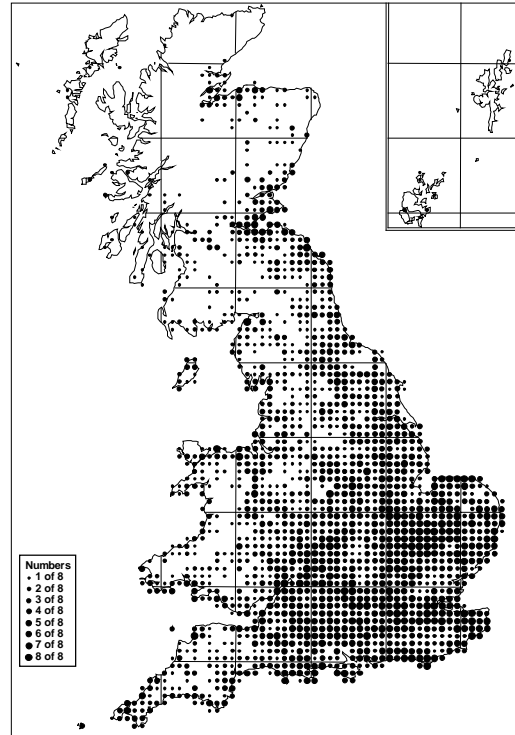 Numbers
1 of 8
2 of 8
3 of 8
4 of 8
5 of 8
6 of 8
7 of 8
8 of 8